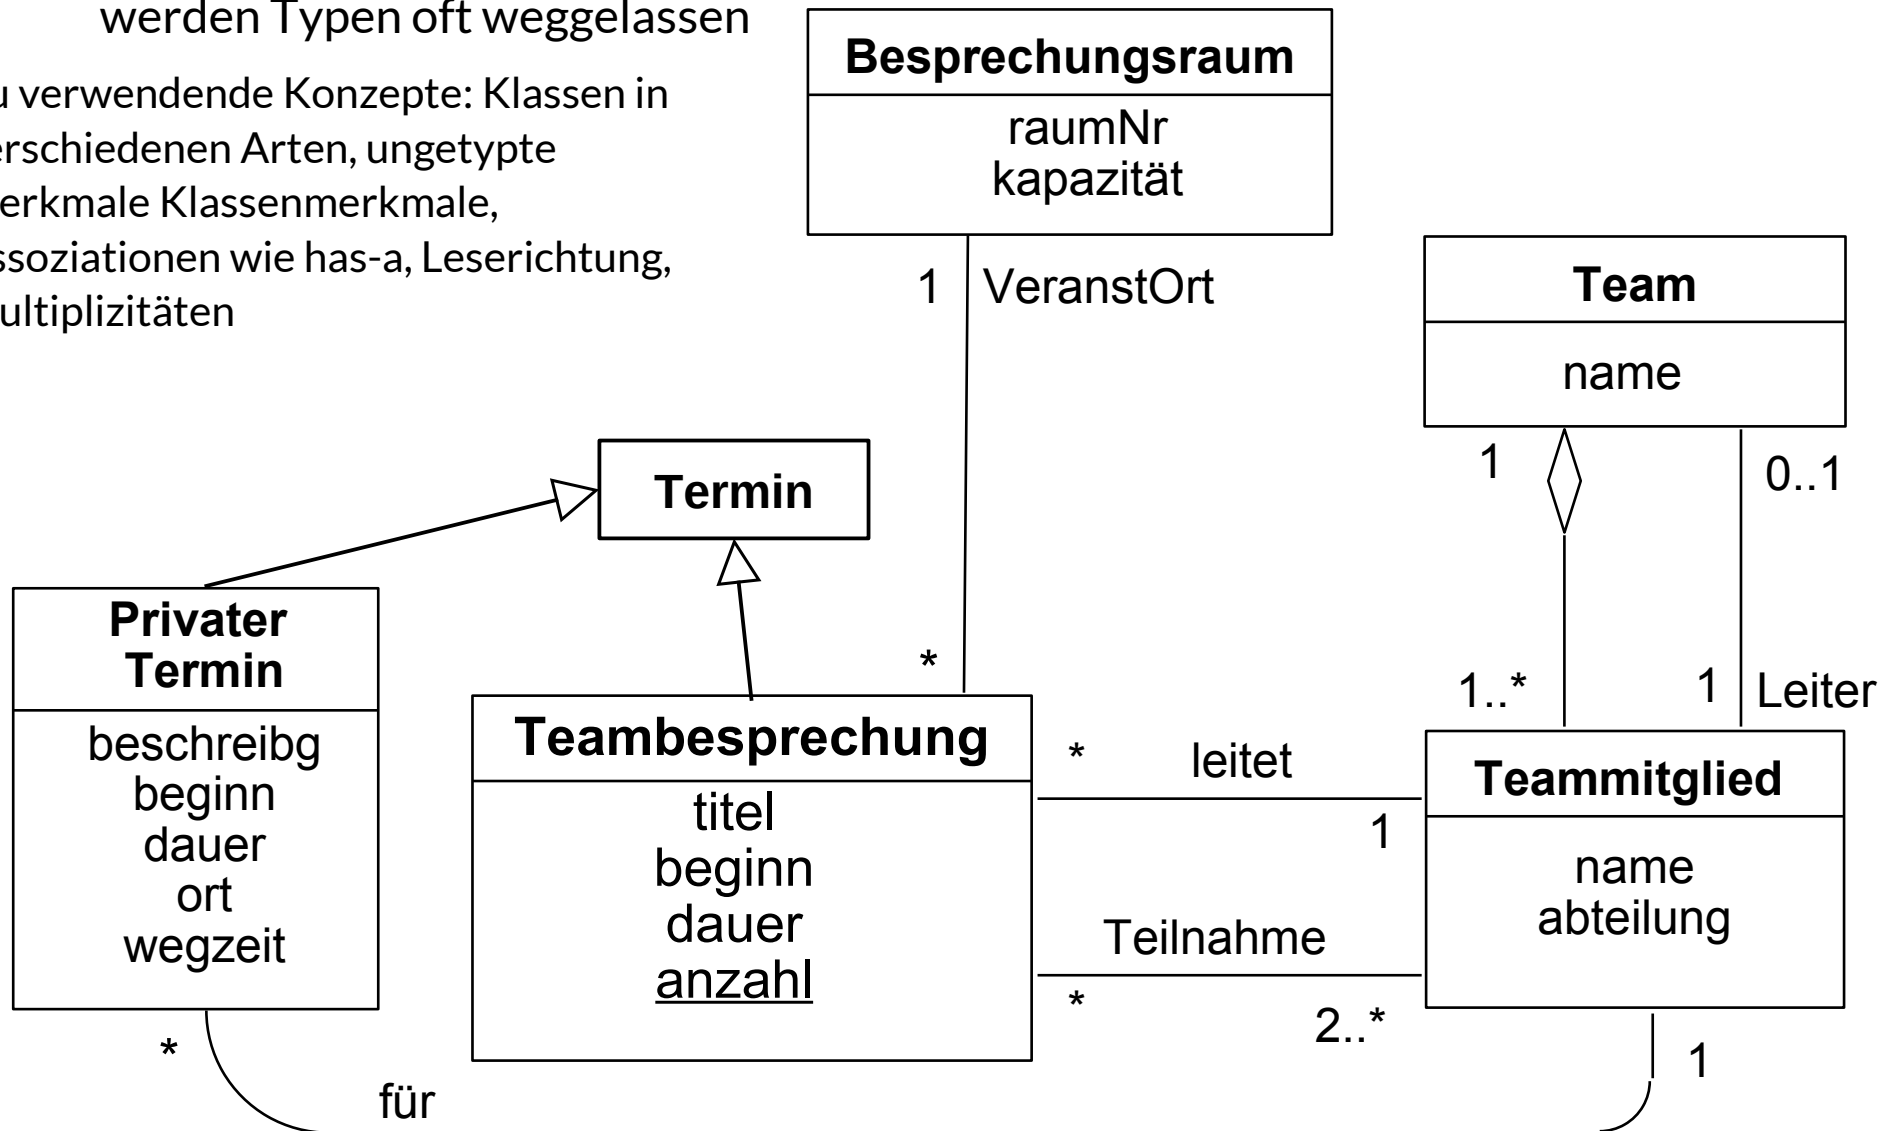 werden Typen oft weggelassen
verwendende Konzepte: Klassen in
erschiedenen Arten, ungetypte
erkmale Klassenmerkmale,
ssoziationen wie has-a, Leserichtung,
ultiplizitäten
Besprechungsraum
raumNr
kapazität
1 VeranstOrt
*
Team
name
1
0..1
1..*
1 Leiter
Termin
Privater
Termin
beschreibg
beginn
dauer
ort
wegzeit
*
für
Teambesprechung
titel
beginn
dauer
anzahl
* leitet
1
Teilnahme
*
2..*
Teammitglied
name
abteilung
1